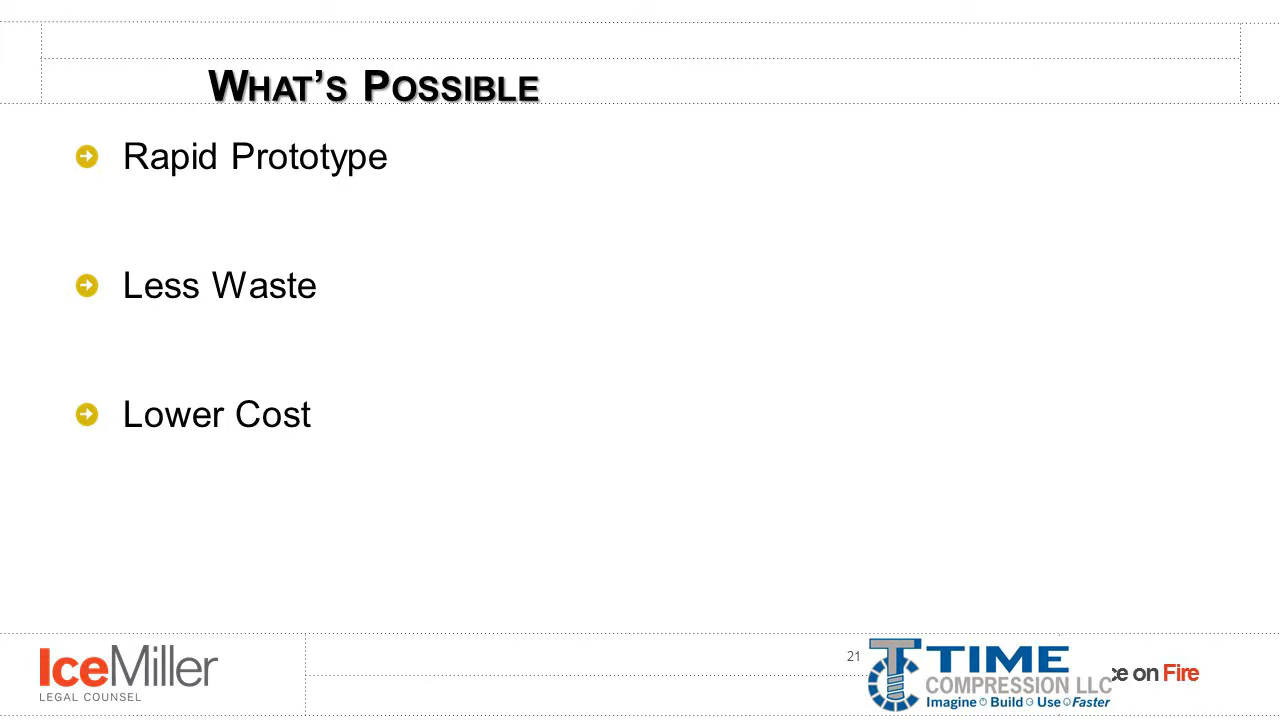 WHAT'S POSSIBLE
Rapid Prototype
Less Waste
Lower Cost
IceMiller
LEGAL COUNSEL
21
TIME
COMPRESSION LLC
Imagine Build Use Faster
on Fire